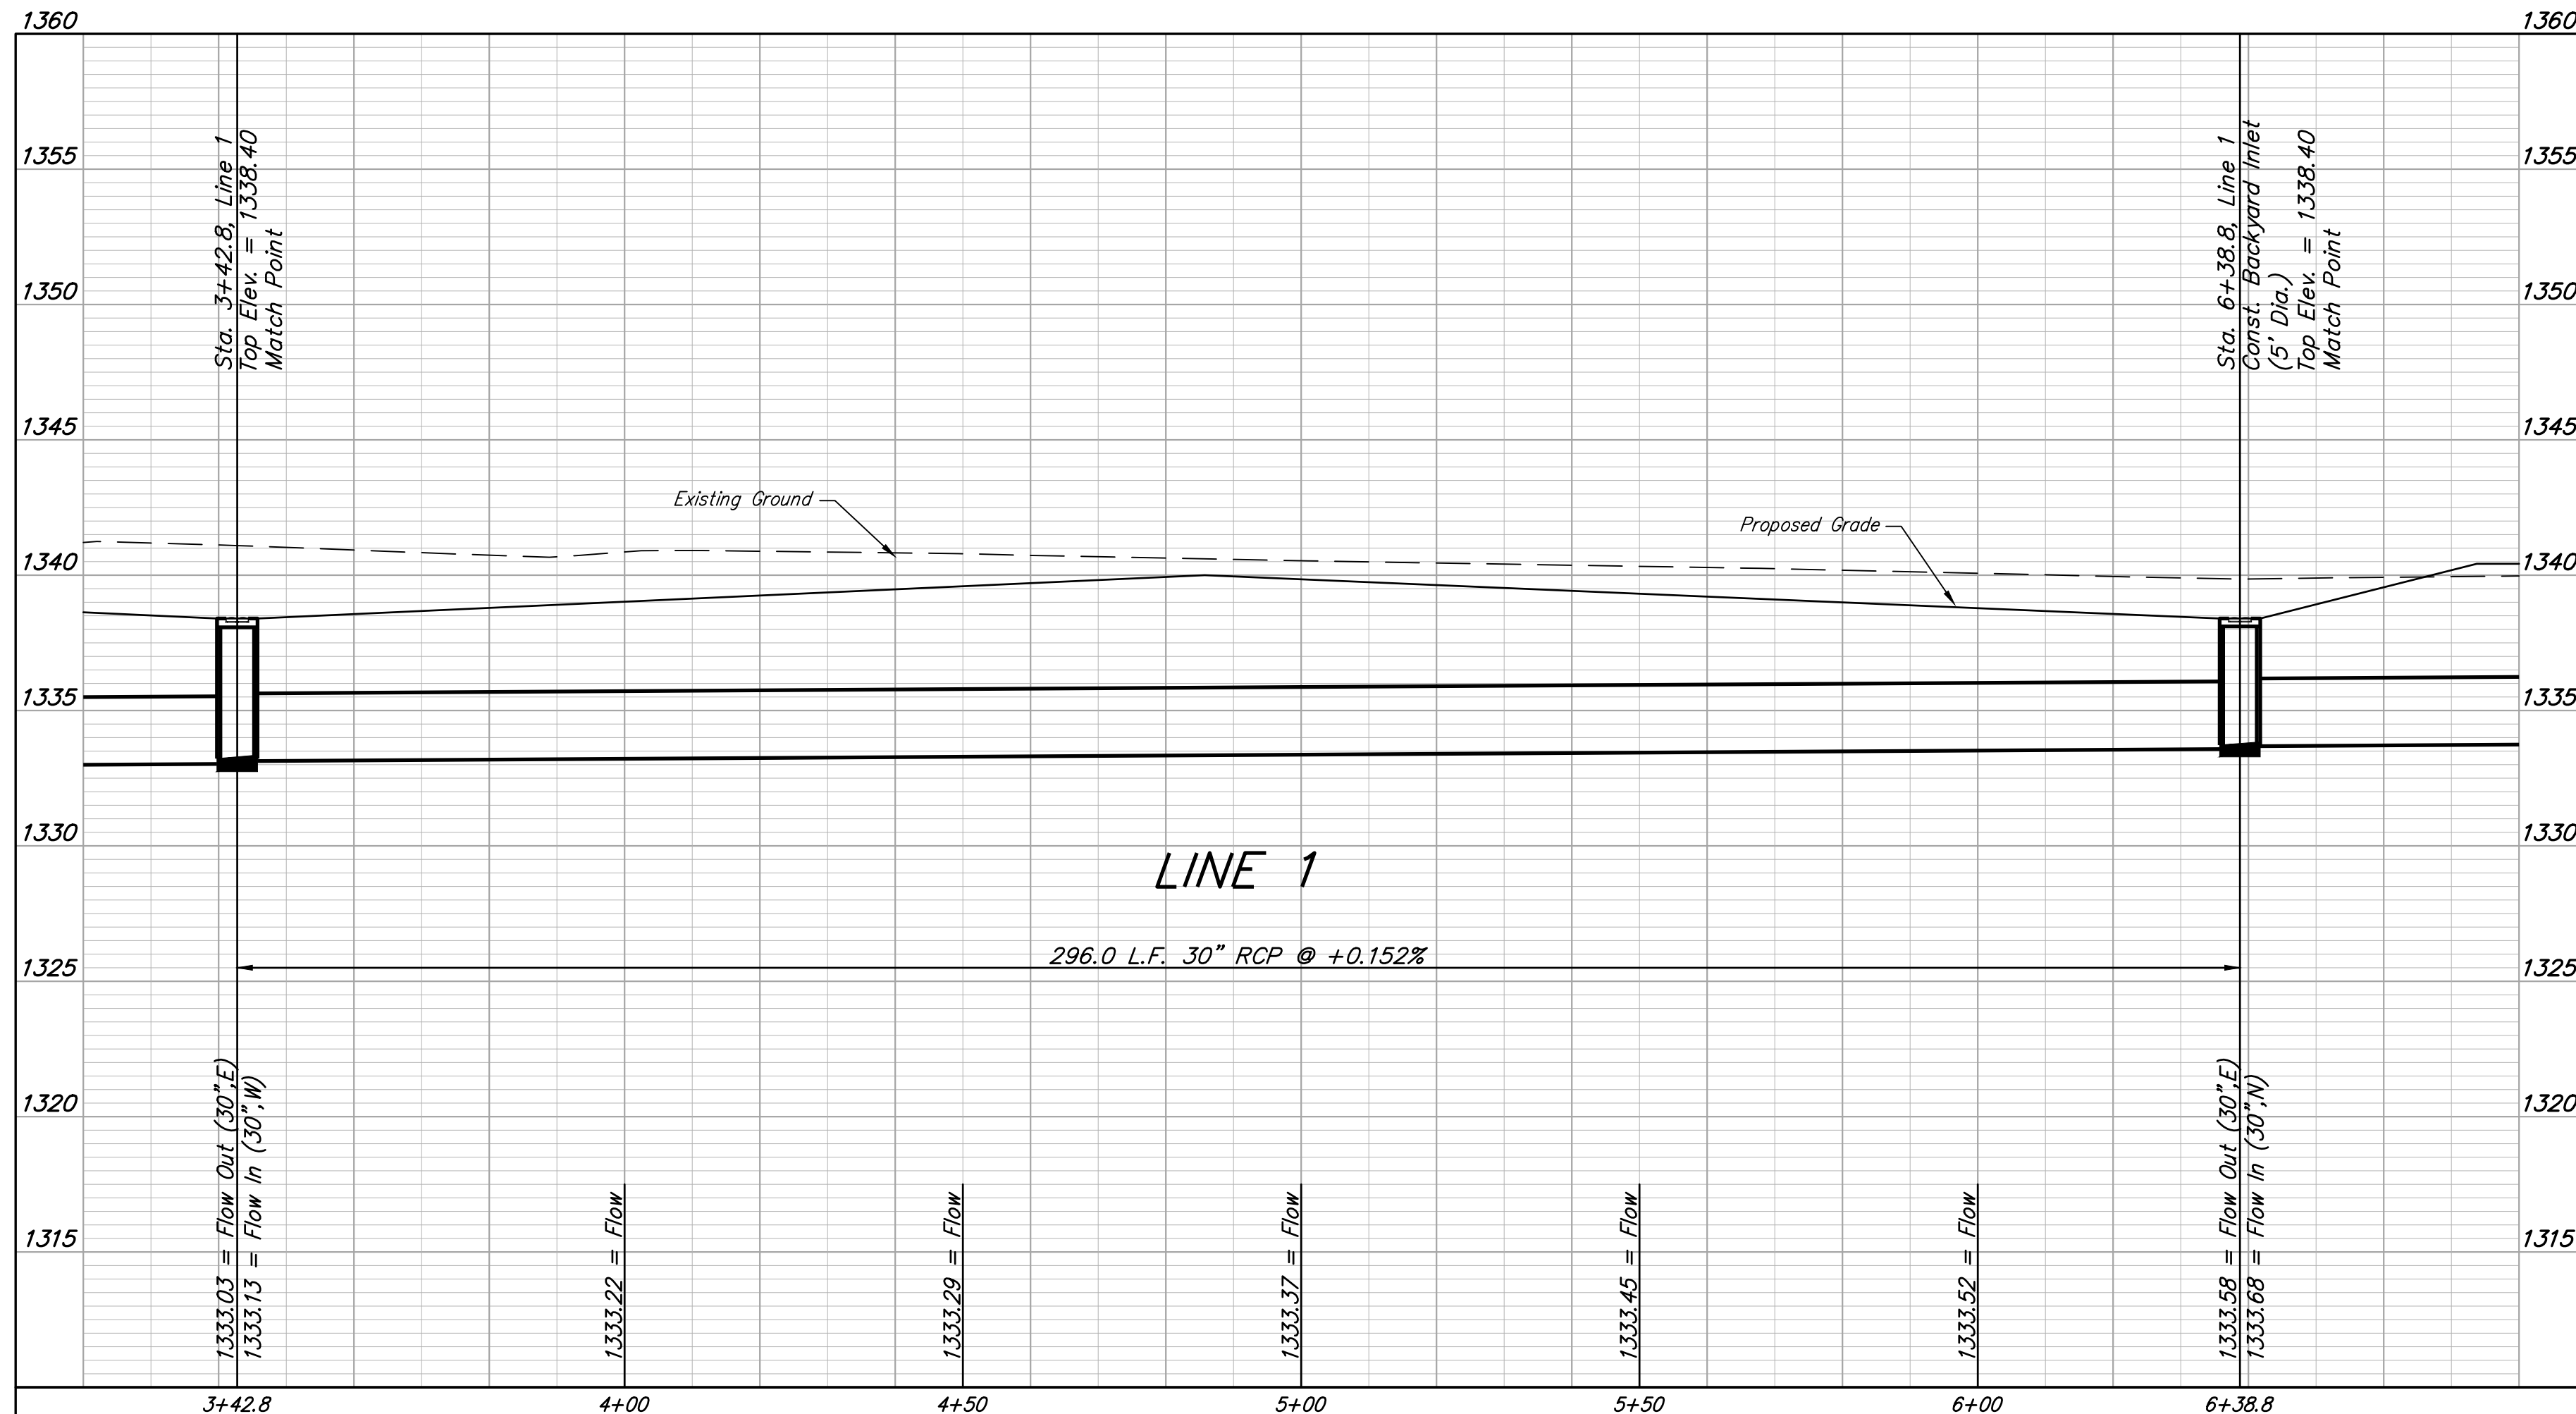 1360
1360
Sta. 3+42.8, Line 1
Top Elev. = 1338.40
Match Point
Sta. 6+38.8, Line 1
Const. Backyard Inlet
(5' Dia.)
Top Elev. = 1338.40
Match Point
1355
1355
1350
1350
1345
1345
Existing Ground
Proposed Grade
1340
1340
1335
1335
1330
1330
LINE 1
296.0 L.F. 30" RCP @ +0.152%
1325
1325
1320
1320
1315
1315
1333.03 = Flow Out (30",E)
1333.13 = Flow In (30",W)
1333.22 = Flow
1333.29 = Flow
1333.37 = Flow
1333.45 = Flow
1333.52 = Flow
1333.58 = Flow Out (30",E)
1333.68 = Flow In (30",N)
3+42.8
4+00
4+50
5+00
5+50
6+00
6+38.8